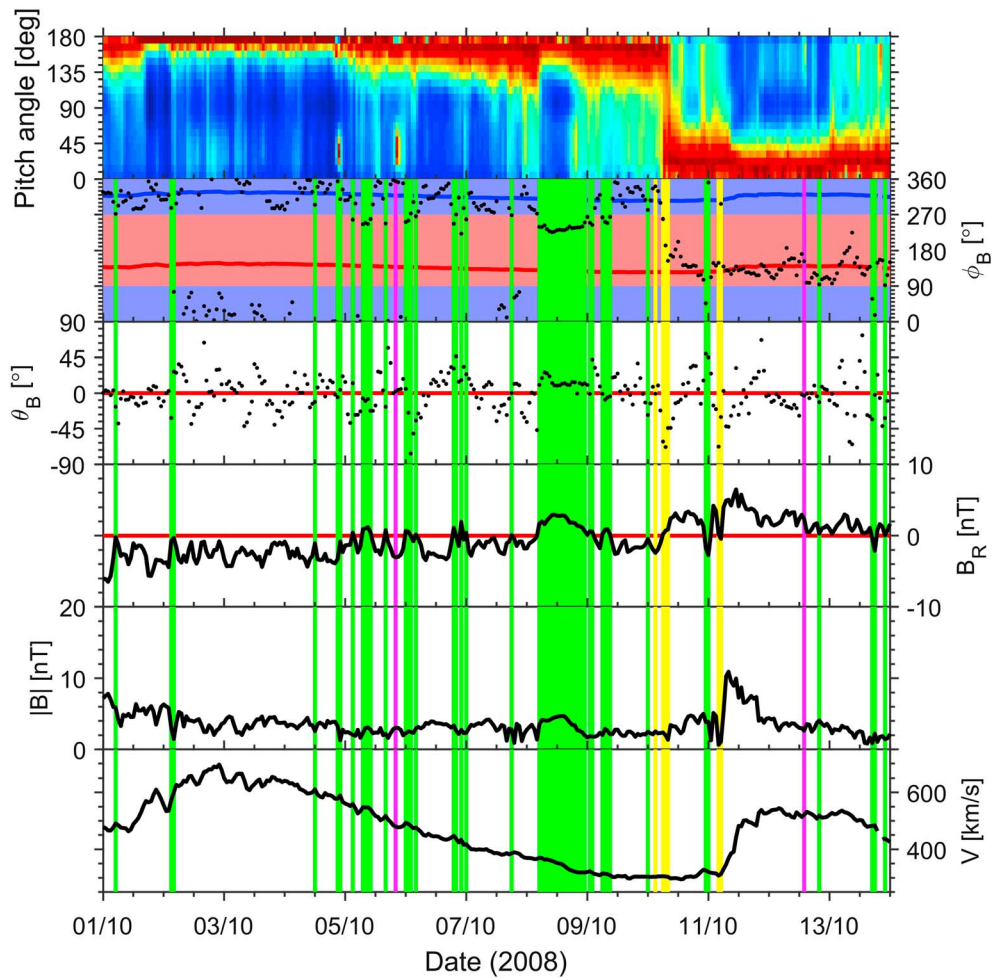 180
135
90
45
0
Pitch angle [deg]
360
270
180
90
0
ϕB [°]
90
45
0
-45
-90
θB [°]
10
0
-10
BR [nT]
20
10
0
|B| [nT]
600
400
V [km/s]
01/10 03/10 05/10 07/10 09/10 11/10 13/10
Date (2008)